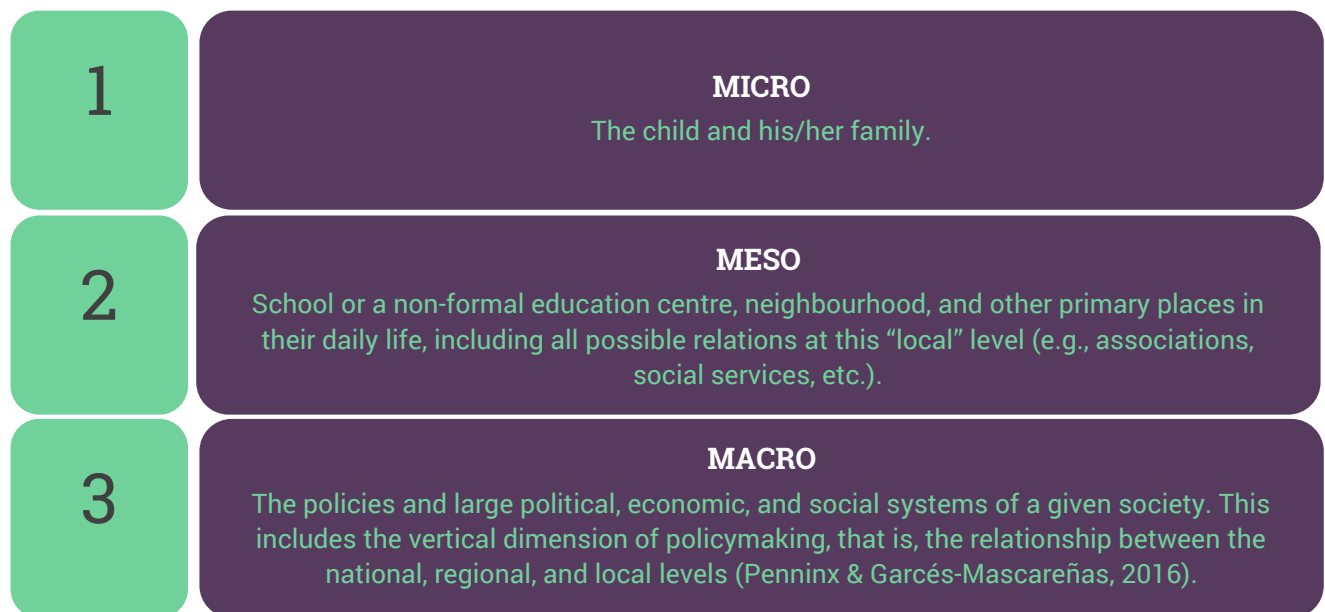 1
MICRO
The child and his/her family.
2
MESO
School or a non-formal education centre, neighbourhood, and other primary places in
their daily life, including all possible relations at this “local” level (e.g., associations,
social services, etc.).
3
MACRO
The policies and large political, economic, and social systems of a given society. This
includes the vertical dimension of policymaking, that is, the relationship between the
national, regional, and local levels (Penninx & Garcés-Mascareñas, 2016).